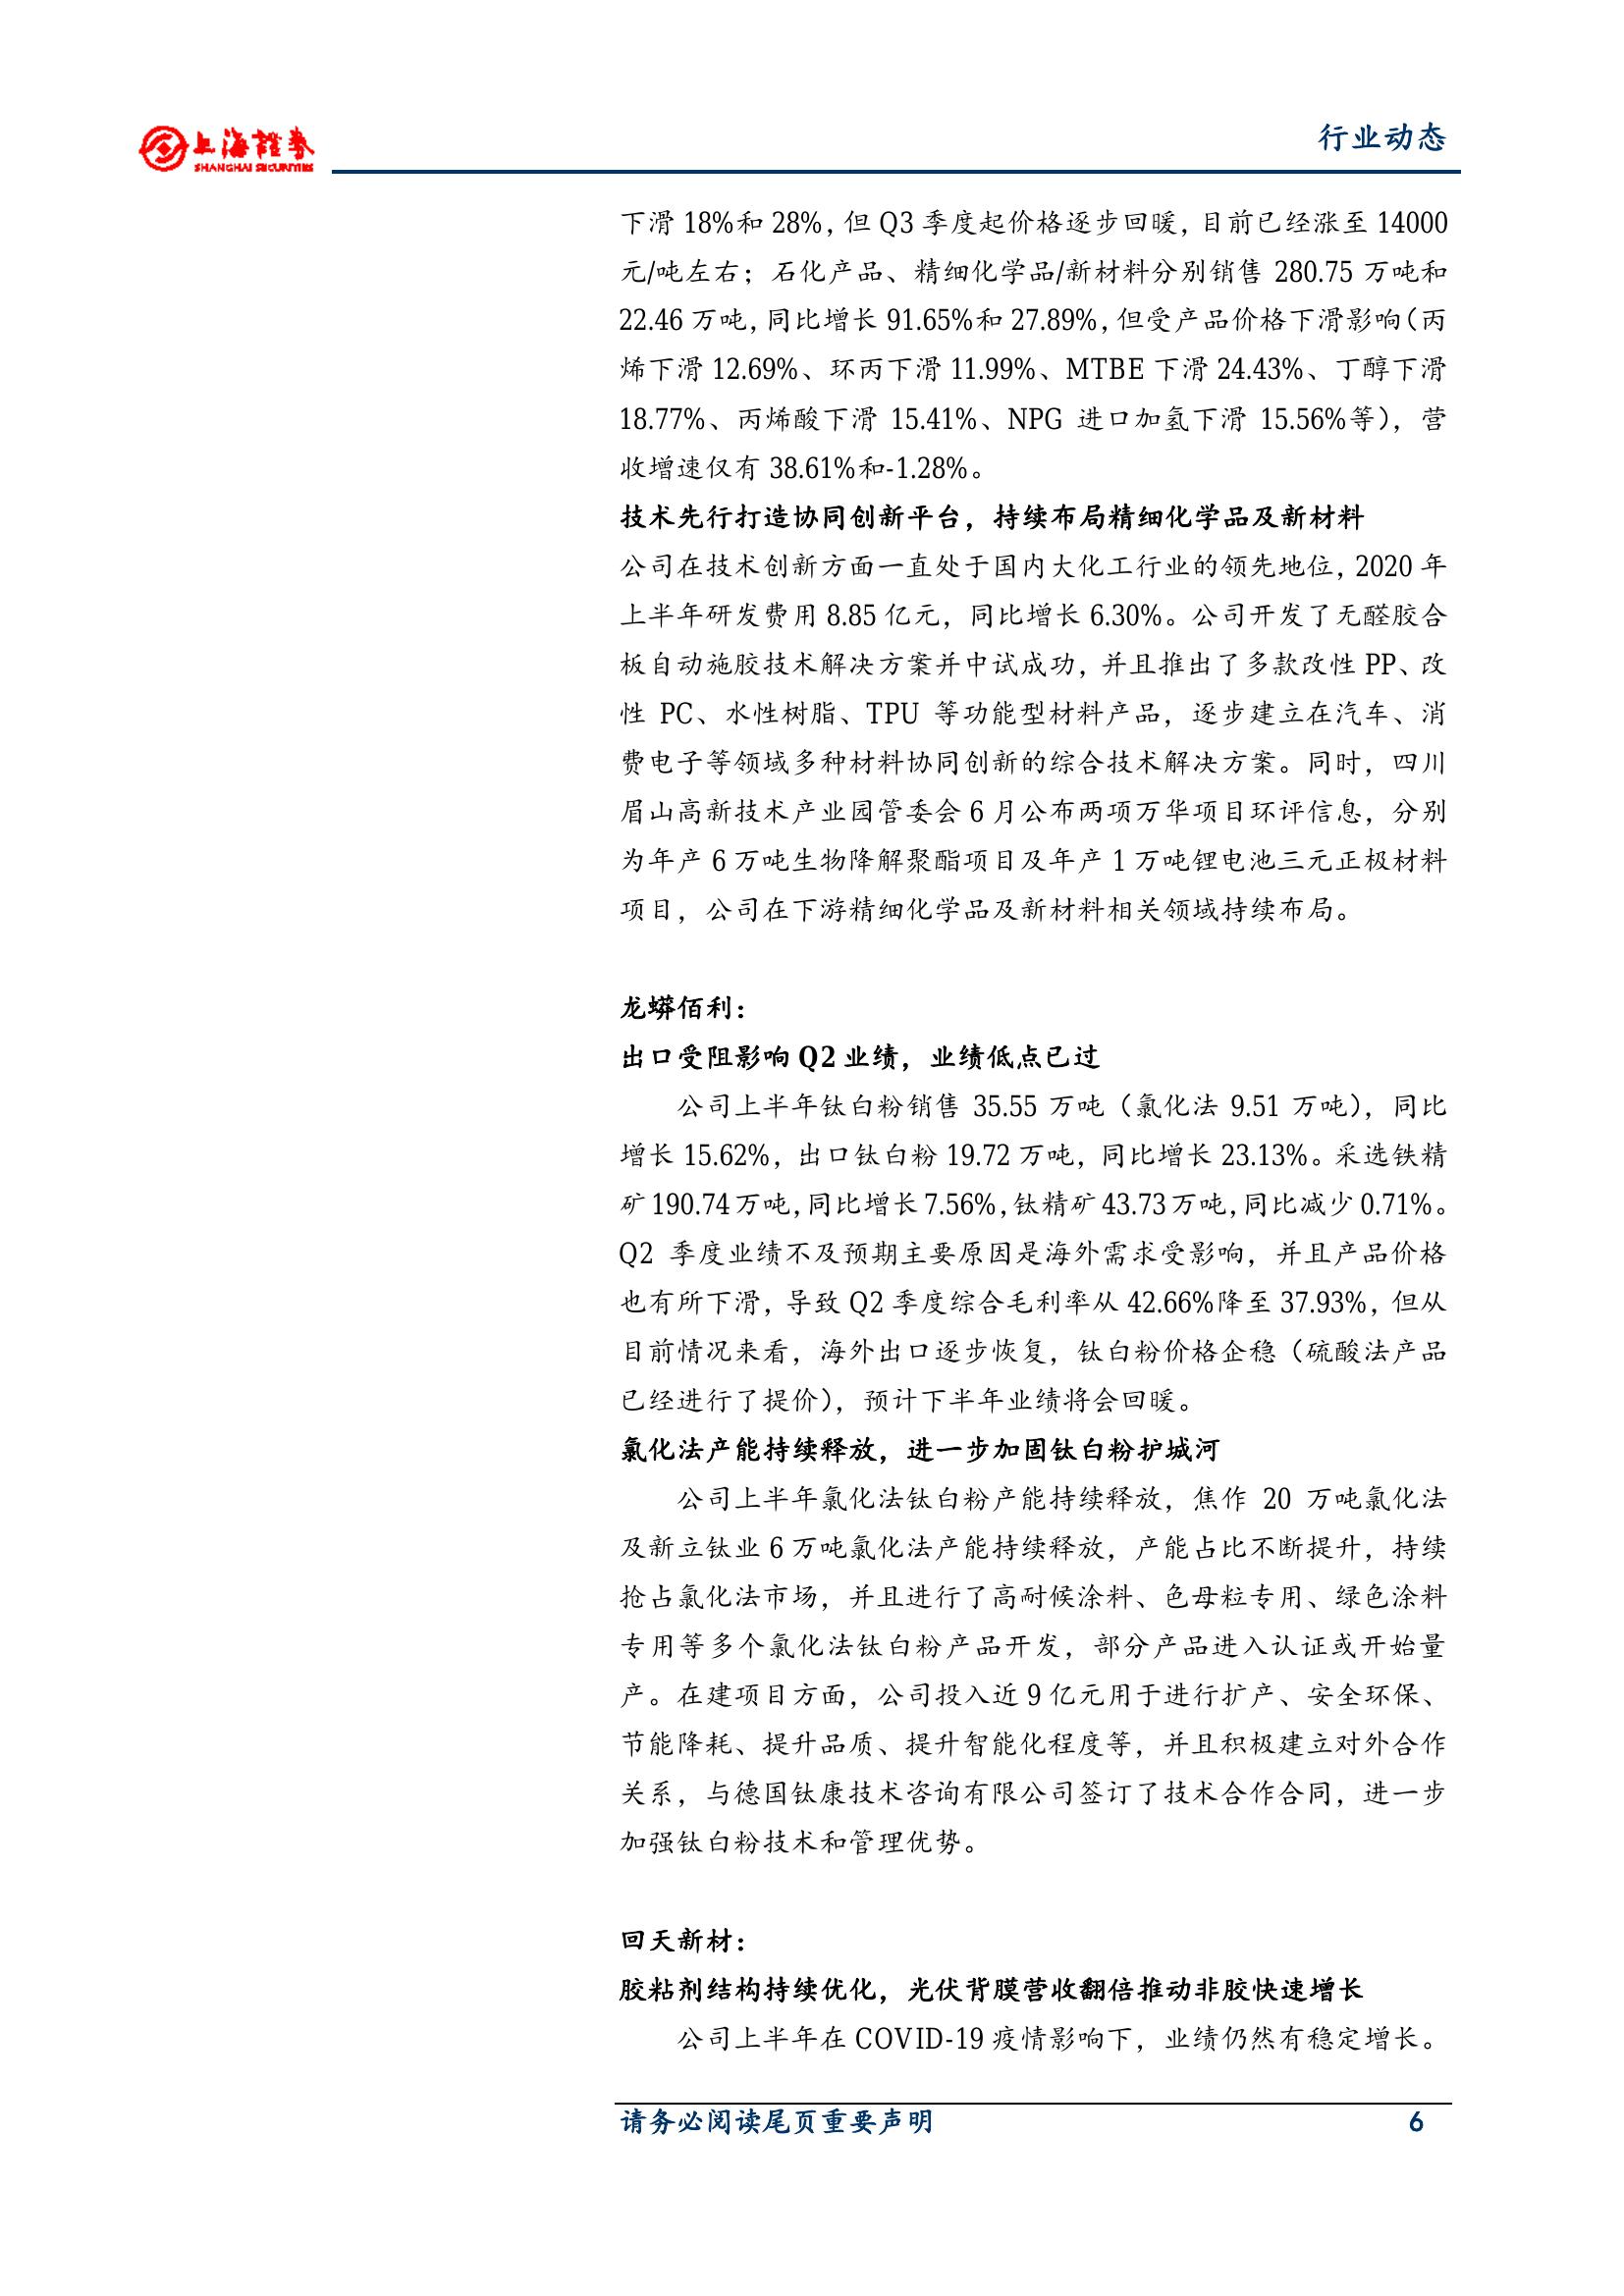 上海證券
SHANGHAI SECURITIES
行业动态
下滑 18%和 28%，但 Q3 季度起价格逐步回暖，目前已经涨至 14000
元/吨左右；石化产品、精细化学品/新材料分别销售 280.75 万吨和
22.46 万吨，同比增长 91.65%和 27.89%，但受产品价格下滑影响（丙
烯下滑 12.69%、环丙下滑 11.99%、MTBE 下滑 24.43%、丁醇下滑
18.77%、丙烯酸下滑 15.41%、NPG 进口加氢下滑 15.56%等），营
收增速仅有 38.61%和-1.28%。
技术先行打造协同创新平台，持续布局精细化学品及新材料
公司在技术创新方面一直处于国内大化工行业的领先地位，2020 年
上半年研发费用 8.85 亿元，同比增长 6.30%。公司开发了无醛胶合
板自动施胶技术解决方案并中试成功，并且推出了多款改性 PP、改
性 PC、水性树脂、TPU 等功能型材料产品，逐步建立在汽车、消
费电子等领域多种材料协同创新的综合技术解决方案。同时，四川
眉山高新技术产业园管委会 6 月公布两项万华项目环评信息，分别
为年产 6 万吨生物降解聚酯项目及年产 1 万吨锂电池三元正极材料
项目，公司在下游精细化学品及新材料相关领域持续布局。
龙蟒佰利：
出口受阻影响 Q2 业绩，业绩低点已过
公司上半年钛白粉销售 35.55 万吨（氯化法 9.51 万吨），同比
增长 15.62%，出口钛白粉 19.72 万吨，同比增长 23.13%。采选铁精
矿 190.74 万吨，同比增长 7.56%，钛精矿 43.73 万吨，同比减少 0.71%。
Q2 季度业绩不及预期主要原因是海外需求受影响，并且产品价格
也有所下滑，导致 Q2 季度综合毛利率从 42.66%降至 37.93%，但从
目前情况来看，海外出口逐步恢复，钛白粉价格企稳（硫酸法产品
已经进行了提价），预计下半年业绩将会回暖。
氯化法产能持续释放，进一步加固钛白粉护城河
公司上半年氯化法钛白粉产能持续释放，焦作 20 万吨氯化法
及新立钛业 6 万吨氯化法产能持续释放，产能占比不断提升，持续
抢占氯化法市场，并且进行了高耐候涂料、色母粒专用、绿色涂料
专用等多个氯化法钛白粉产品开发，部分产品进入认证或开始量
产。在建项目方面，公司投入近 9 亿元用于进行扩产、安全环保、
节能降耗、提升品质、提升智能化程度等，并且积极建立对外合作
关系，与德国钛康技术咨询有限公司签订了技术合作合同，进一步
加强钛白粉技术和管理优势。
回天新材：
胶粘剂结构持续优化，光伏背膜营收翻倍推动非胶快速增长
公司上半年在 COVID-19 疫情影响下，业绩仍然有稳定增长。
请务必阅读尾页重要声明 6